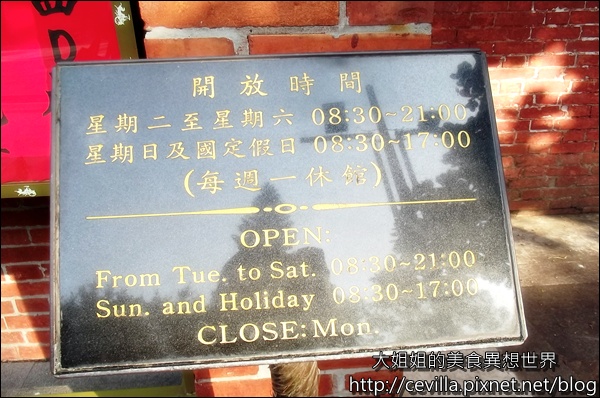 開放時間
星期二至星期六 08:30~21:00
星期日及國定假日 08:30~17:00
(每週一休館)
OPEN:
From Tue. to Sat. 08:30~21:00
Sun. and Holiday 08:30~17:00
CLOSE: Mon.
大姐姐的美食異想世界
http://cevilla.pixnet.net/blog